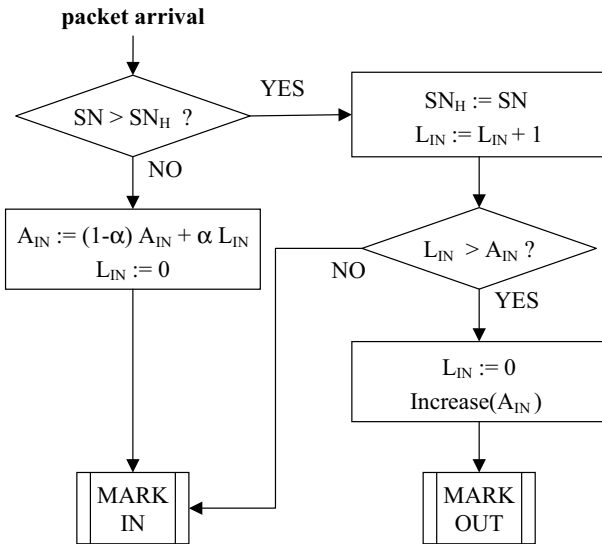 packet arrival
SN > SN_H ?
YES
NO
SN_H := SN
L_IN := L_IN + 1
A_IN := (1-α) A_IN + α L_IN
L_IN := 0
L_IN > A_IN ?
NO
YES
L_IN := 0
Increase(A_IN)
MARK
IN
MARK
OUT